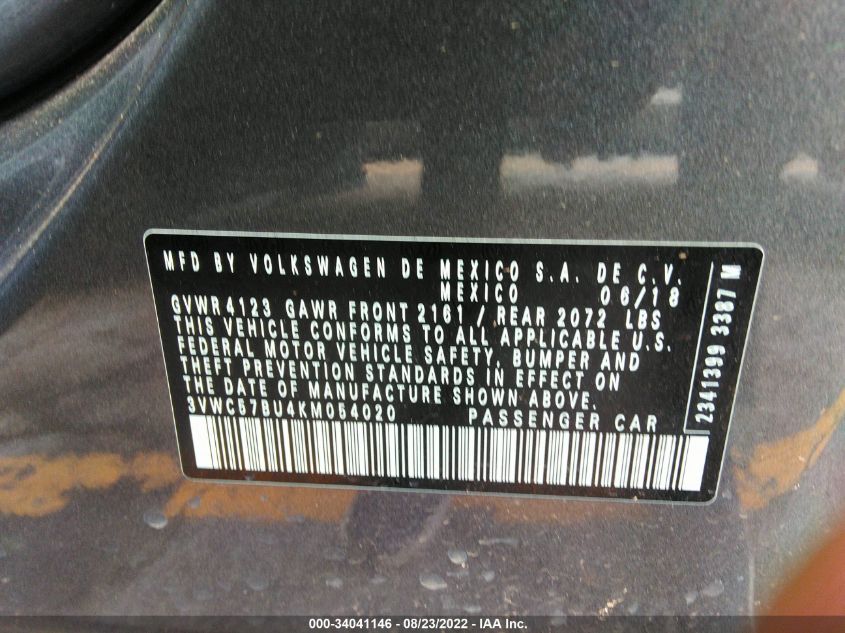 MFD BY VOLKSWAGEN DE MEXICO S.A. DE C.V.
MEXICO 06/18
GVWR 4123 GAWR FRONT 2161 / REAR 2072 LBS
THIS VEHICLE CONFORMS TO ALL APPLICABLE U.S.
FEDERAL MOTOR VEHICLE SAFETY, BUMPER AND
THEFT PREVENTION STANDARDS IN EFFECT ON
THE DATE OF MANUFACTURE SHOWN ABOVE.
3VWC57BU4KM054020 PASSENGER CAR
2341399 3387 M
000-34041146 - 08/23/2022 - IAA Inc.